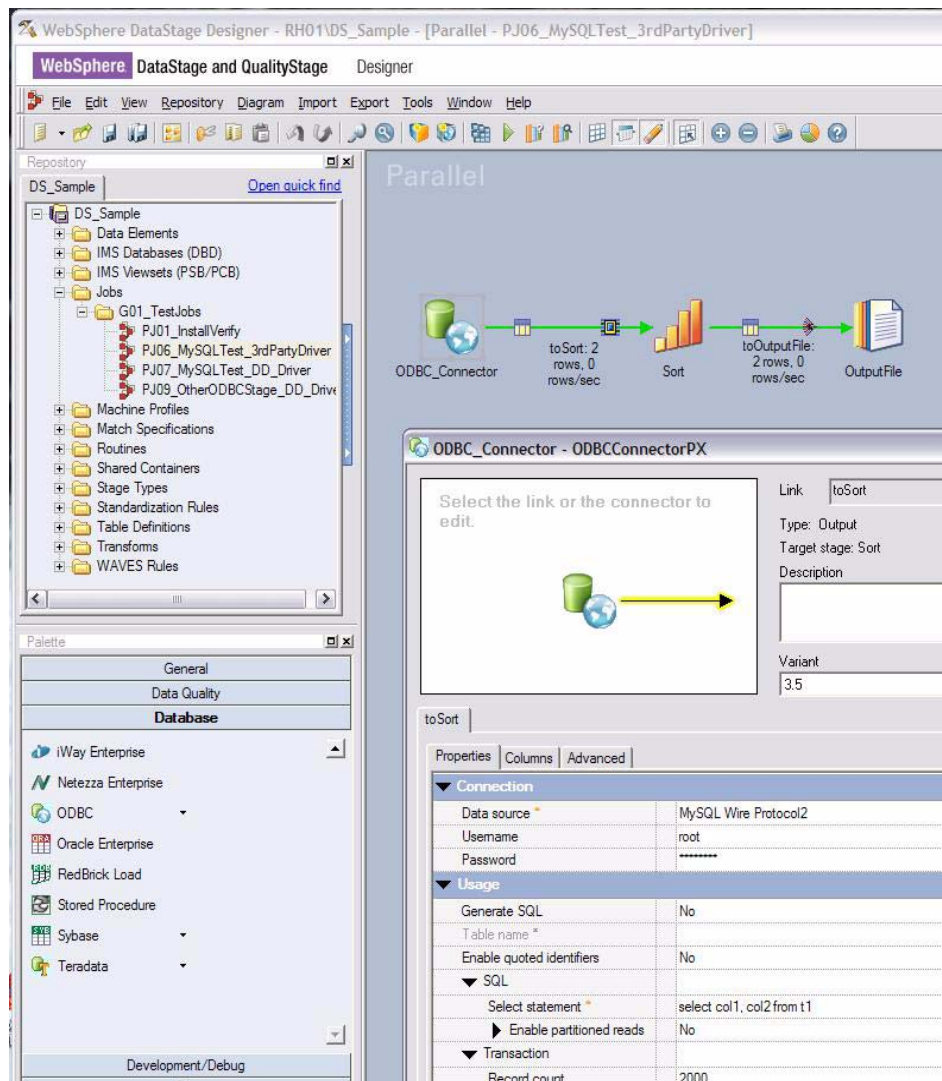 WebSphere DataStage Designer - RH01\DS_Sample - [Parallel - PJ06_MySQLTest_3rdPartyDriver]
WebSphere DataStage and QualityStage Designer
File Edit View Repository Diagram Import Export Tools Window Help
Repository
DS_Sample Open quick find
DS_Sample
Data Elements
IMS Databases (DBD)
IMS Viewsets (PSB/PCB)
Jobs
G01_TestJobs
PJ01_InstallVerify
PJ06_MySQLTest_3rdPartyDriver
PJ07_MySQLTest_DD_Driver
PJ09_OtherODBCStage_DD_Drive
Machine Profiles
Match Specifications
Routines
Shared Containers
Stage Types
Standardization Rules
Table Definitions
Transforms
WAVES Rules
Palette
General
Data Quality
Database
iWay Enterprise
Netezza Enterprise
ODBC
Oracle Enterprise
RedBrick Load
Stored Procedure
Sybase
Teradata
Development/Debug
Parallel
ODBC_Connector
toSort: 2
rows, 0
rows/sec
Sort
toOutputFile:
2 rows, 0
rows/sec
OutputFile
ODBC_Connector - ODBCConnectorPX
Select the link or the connector to
edit.
Link toSort
Type: Output
Target stage: Sort
Description
Variant
3.5
toSort
Properties Columns Advanced
Connection
Data source * MySQL Wire Protocol2
Username root
Password ********
Usage
Generate SQL No
Table name *
Enable quoted identifiers No
SQL
Select statement * select col1, col2 from t1
Enable partitioned reads No
Transaction
Record count 2000